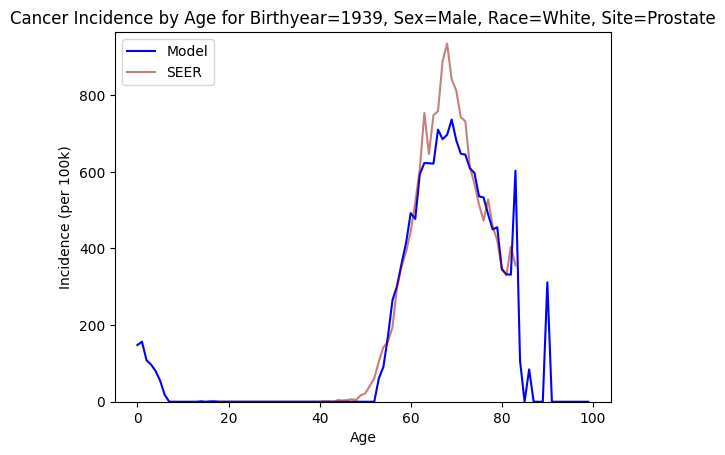 Cancer Incidence by Age for Birthyear=1939, Sex=Male, Race=White, Site=Prostate
Model
SEER
Incidence (per 100k)
800
600
400
200
0
0 20 40 60 80 100
Age